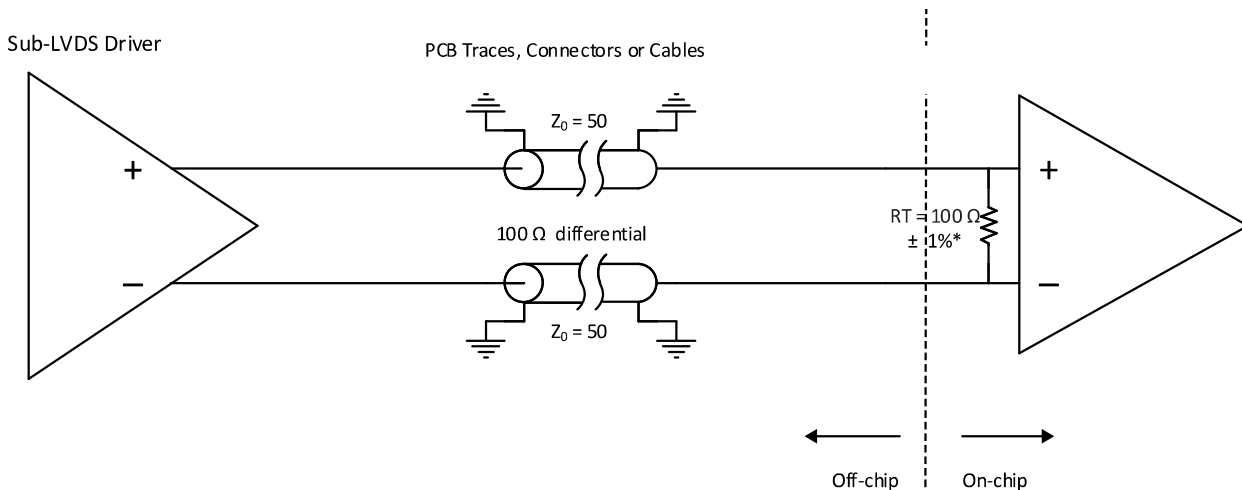 Sub-LVDS Driver
PCB Traces, Connectors or Cables
Z₀ = 50
+
+
RT = 100 Ω
± 1%*
100 Ω differential
−
−
Z₀ = 50
Off-chip
On-chip